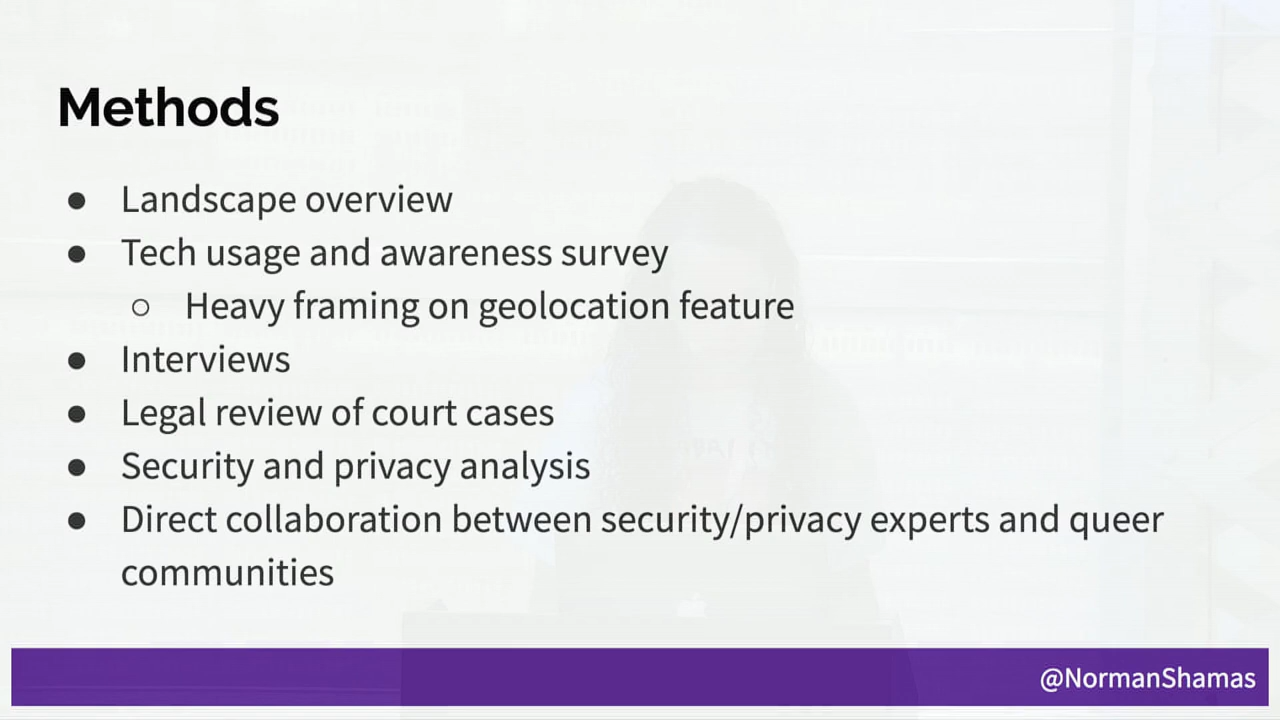 Methods
● Landscape overview
● Tech usage and awareness survey
○ Heavy framing on geolocation feature
● Interviews
● Legal review of court cases
● Security and privacy analysis
● Direct collaboration between security/privacy experts and queer
communities
@NormanShamas